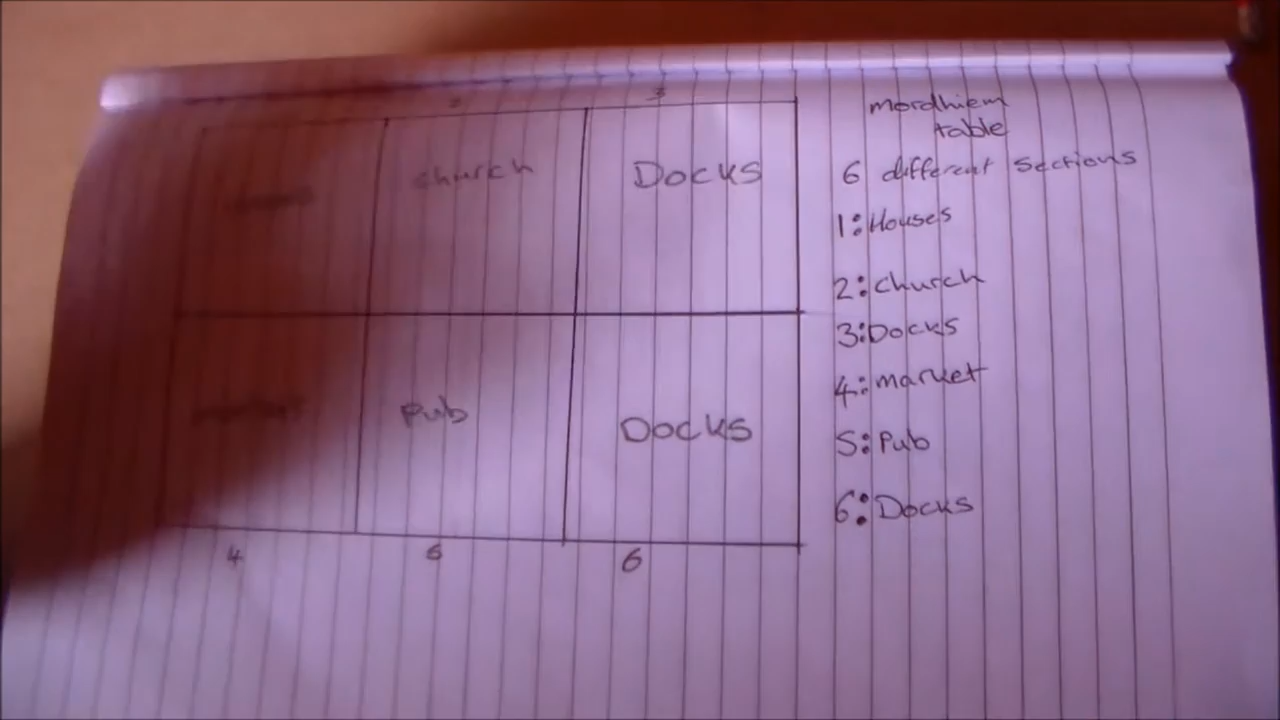 2
3
church
Docks
Pub
Docks
4
5
6
mordhiem
table
6 different sections
1: Houses
2: church
3: Docks
4: market
5: Pub
6: Docks